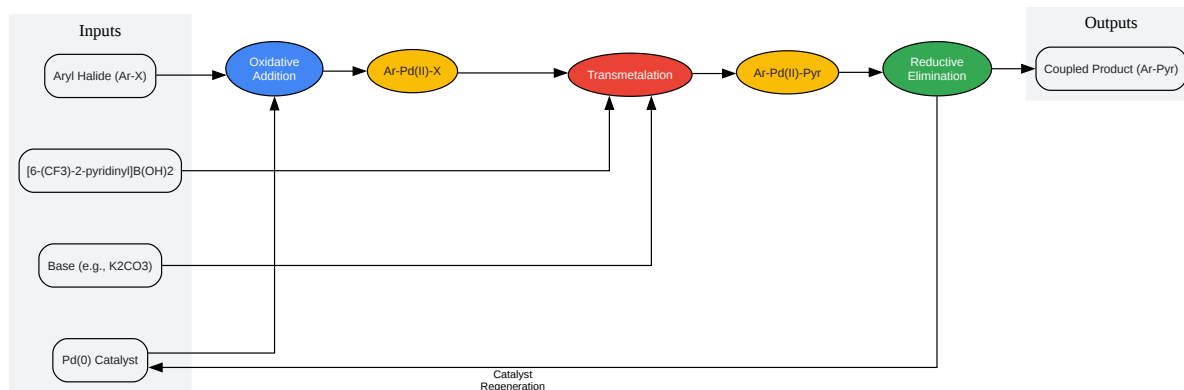 Inputs
Outputs
Aryl Halide (Ar-X)
Oxidative
Addition
Ar-Pd(II)-X
Transmetalation
Ar-Pd(II)-Pyr
Reductive
Elimination
Coupled Product (Ar-Pyr)
[6-(CF3)-2-pyridinyl]B(OH)2
Base (e.g., K2CO3)
Pd(0) Catalyst
Catalyst
Regeneration